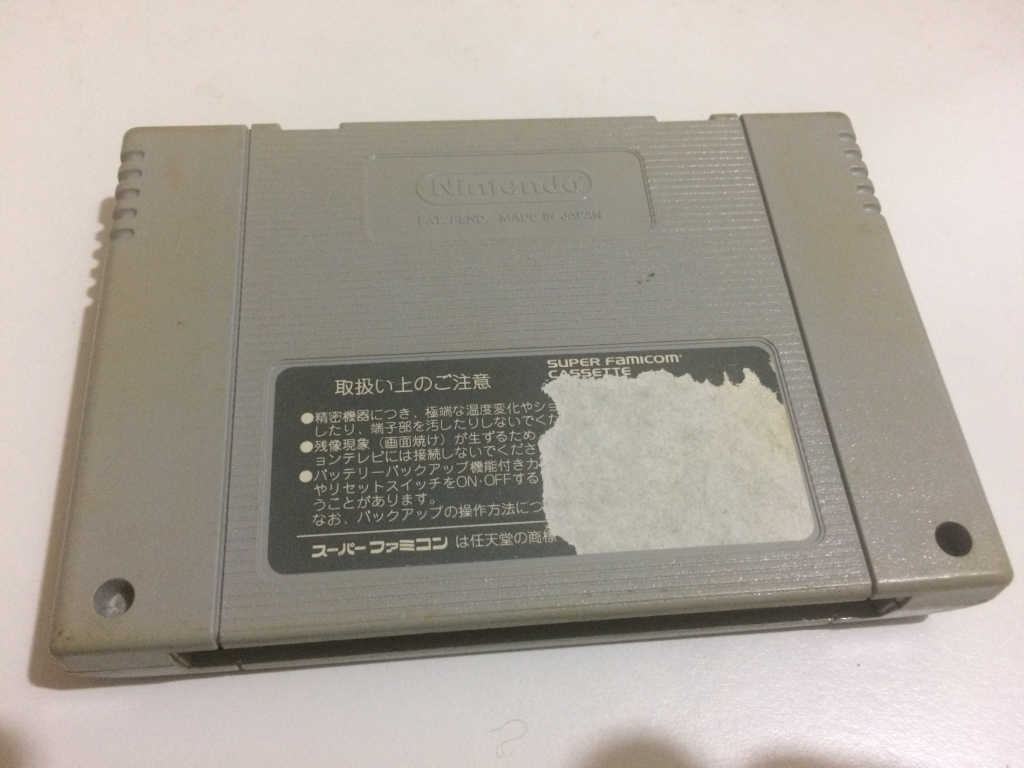 Nintendo
PAT. PEND. MADE IN JAPAN
SUPER FAMICOM
CASSETTE
取扱い上のご注意
●精密機器につき、極端な温度変化やショ
したり、端子部を汚したりしないでくだ
●残像現象（画面焼け）が生ずるため
ョンテレビには接続しないでくださ
●バッテリーバックアップ機能付きカ
やリセットスイッチをON・OFFする
うことがあります。
なお、バックアップの操作方法につ
スーパーファミコン は任天堂の商標